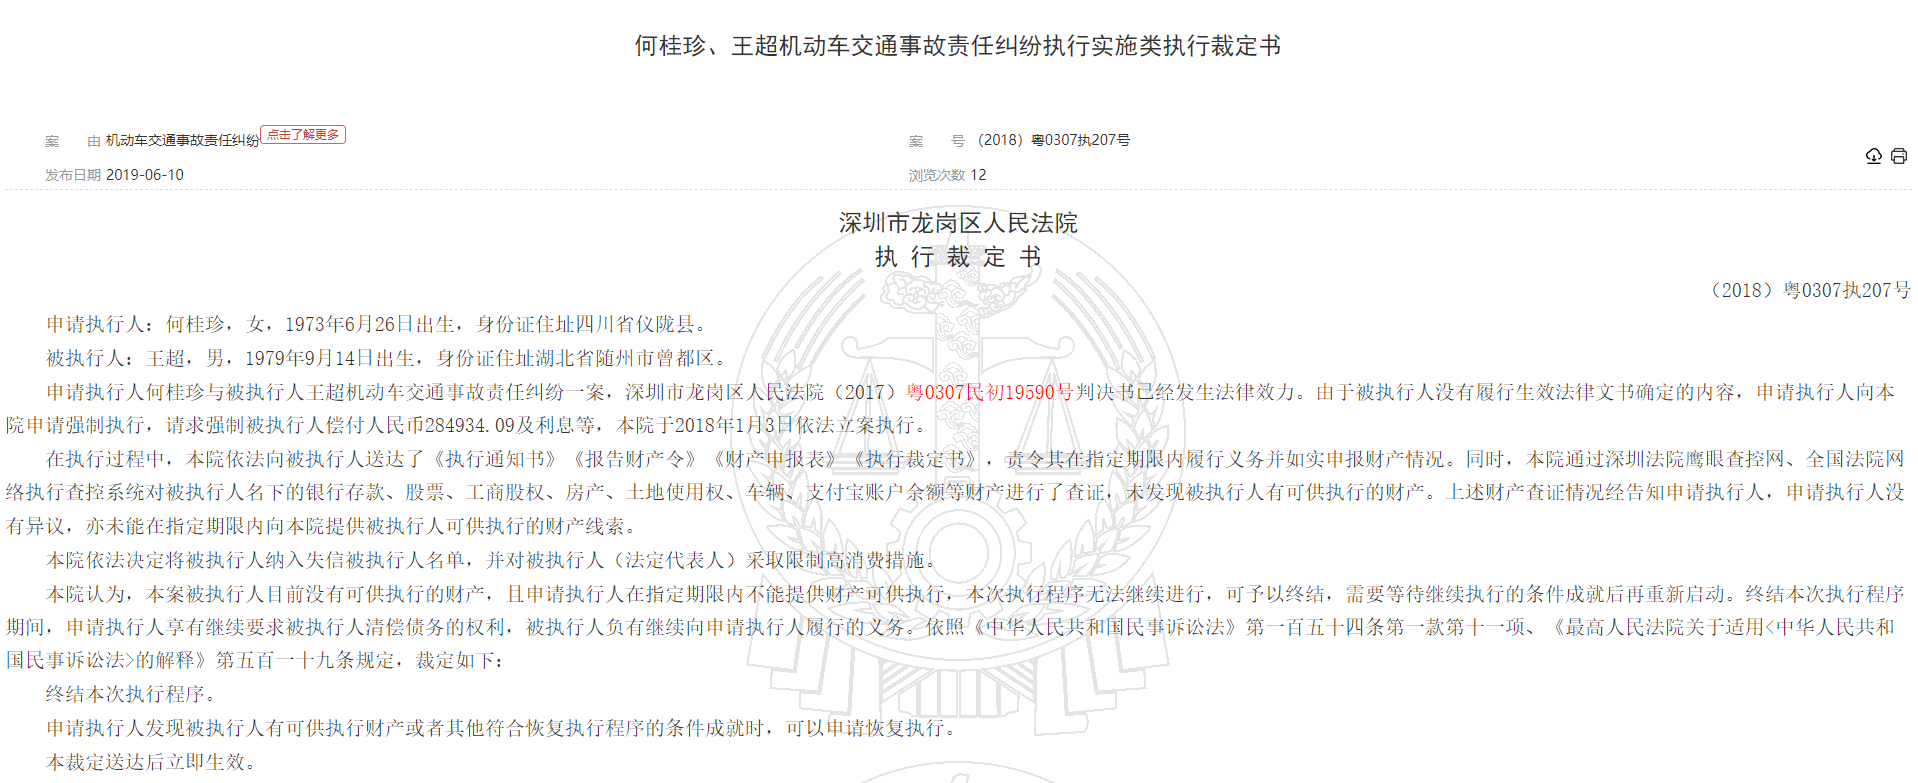 何桂珍、王超机动车交通事故责任纠纷执行实施类执行裁定书
案 由 机动车交通事故责任纠纷 点击了解更多
案 号 （2018）粤0307执207号
发布日期 2019-06-10
浏览次数 12
深圳市龙岗区人民法院
执 行 裁 定 书
（2018）粤0307执207号
申请执行人：何桂珍，女，1973年6月26日出生，身份证住址四川省仪陇县。
被执行人：王超，男，1979年9月14日出生，身份证住址湖北省随州市曾都区。
申请执行人何桂珍与被执行人王超机动车交通事故责任纠纷一案，深圳市龙岗区人民法院（2017）粤0307民初19590号判决书已经发生法律效力。由于被执行人没有履行生效法律文书确定的内容，申请执行人向本
院申请强制执行，请求强制被执行人偿付人民币284934.09及利息等，本院于2018年1月3日依法立案执行。
在执行过程中，本院依法向被执行人送达了《执行通知书》《报告财产令》《财产申报表》《执行裁定书》，责令其在指定期限内履行义务并如实申报财产情况。同时，本院通过深圳法院鹰眼查控网、全国法院网
络执行查控系统对被执行人名下的银行存款、股票、工商股权、房产、土地使用权、车辆、支付宝账户余额等财产进行了查证，未发现被执行人有可供执行的财产。上述财产查证情况经告知申请执行人，申请执行人没
有异议，亦未能在指定期限内向本院提供被执行人可供执行的财产线索。
本院依法决定将被执行人纳入失信被执行人名单，并对被执行人（法定代表人）采取限制高消费措施。
本院认为，本案被执行人目前没有可供执行的财产，且申请执行人在指定期限内不能提供财产可供执行，本次执行程序无法继续进行，可予以终结，需要等待继续执行的条件成就后再重新启动。终结本次执行程序
期间，申请执行人享有继续要求被执行人清偿债务的权利，被执行人负有继续向申请执行人履行的义务。依照《中华人民共和国民事诉讼法》第一百五十四条第一款第十一项、《最高人民法院关于适用<中华人民共和
国民事诉讼法>的解释》第五百一十九条规定，裁定如下：
终结本次执行程序。
申请执行人发现被执行人有可供执行财产或者其他符合恢复执行程序的条件成就时，可以申请恢复执行。
本裁定送达后立即生效。